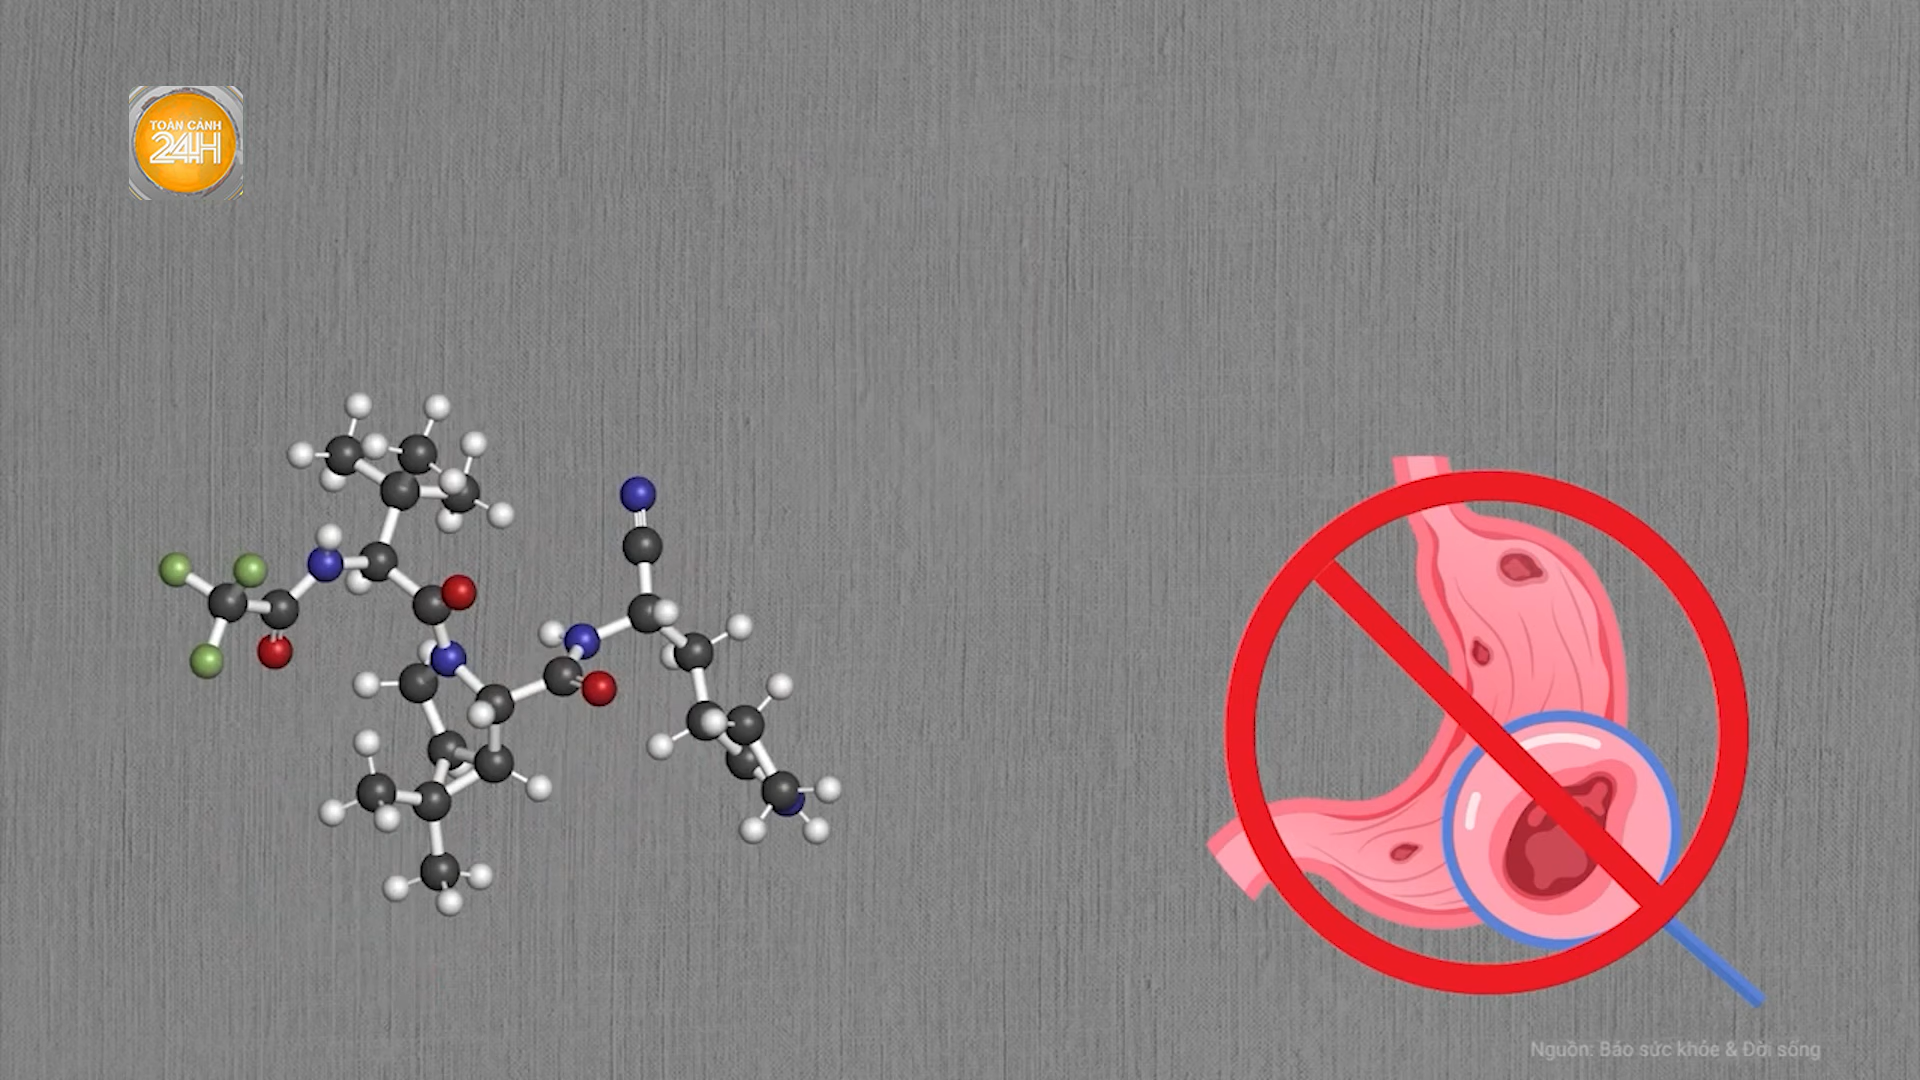 TOÀN CẢNH
24H
Nguồn: Báo sức khỏe & Đời sống